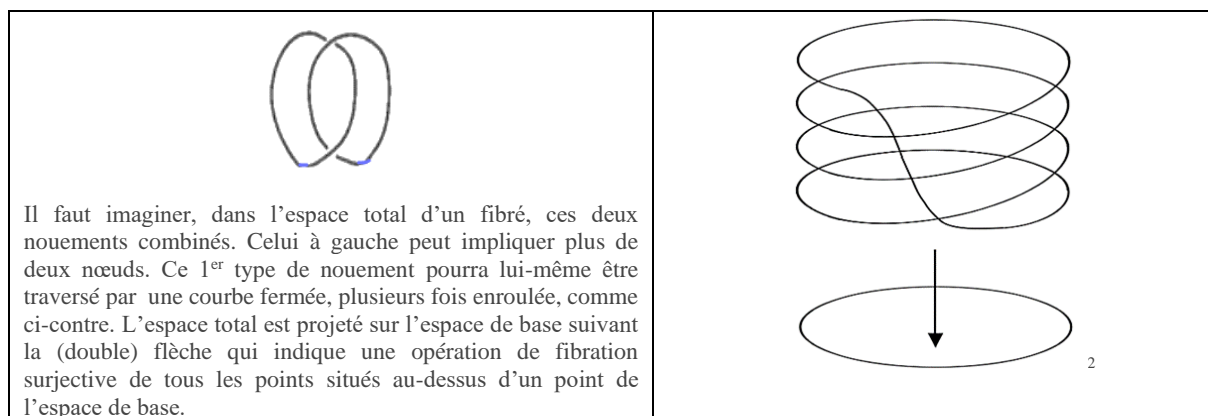 Il faut imaginer, dans l’espace total d’un fibré, ces deux
nouements combinés. Celui à gauche peut impliquer plus de
deux nœuds. Ce 1er type de nouement pourra lui-même être
traversé par une courbe fermée, plusieurs fois enroulée, comme
ci-contre. L’espace total est projeté sur l’espace de base suivant
la (double) flèche qui indique une opération de fibration
surjective de tous les points situés au-dessus d’un point de
l’espace de base.
2